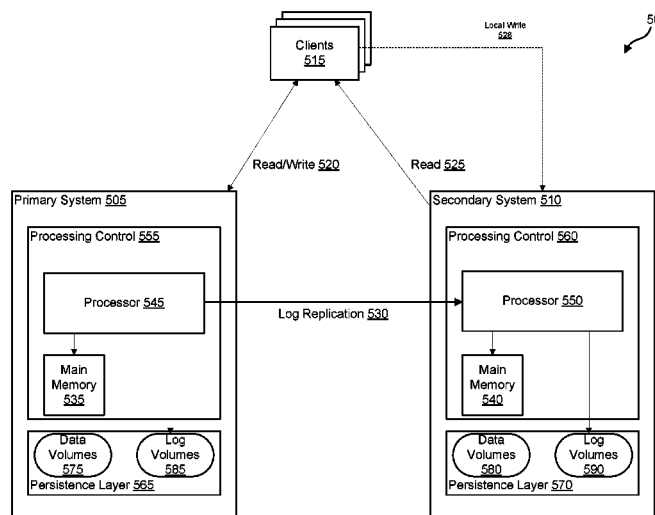 Clients
515
Local Write
528
Read/Write 520
Read 525
Primary System 505
Secondary System 510
Processing Control 555
Processing Control 560
Processor 545
Processor 550
Log Replication 530
Main
Memory
535
Main
Memory
540
Data
Volumes
575
Log
Volumes
585
Data
Volumes
580
Log
Volumes
590
Persistence Layer 565
Persistence Layer 570